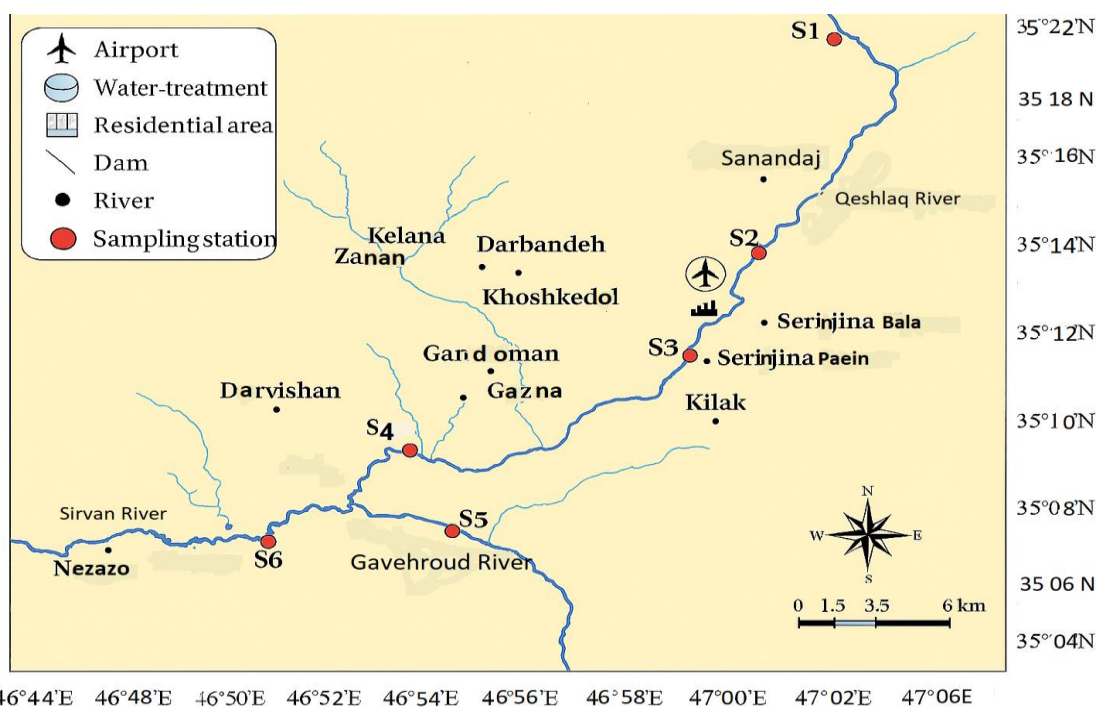 Airport
Water-treatment
Residential area
Dam
River
Sampling station
S1
35°22'N
35 18 N
Sanandaj
35°16'N
Qeshlaq River
Kelana
Zanan
Darbandeh
S2
35°14'N
Khoshkedol
Serinjina Bala
35°12'N
S3
Serinjina Paein
Gandoman
Gazna
Darvishan
Kilak
S4
35°10'N
Sirvan River
S5
35°08'N
N
W
E
S
S6
Gavehroud River
Nezazo
35 06 N
0 1.5 3.5 6 km
35°04'N
46°44'E 46°48'E 46°50'E 46°52'E 46°54'E 46°56'E 46°58'E 47°00'E 47°02'E 47°06'E